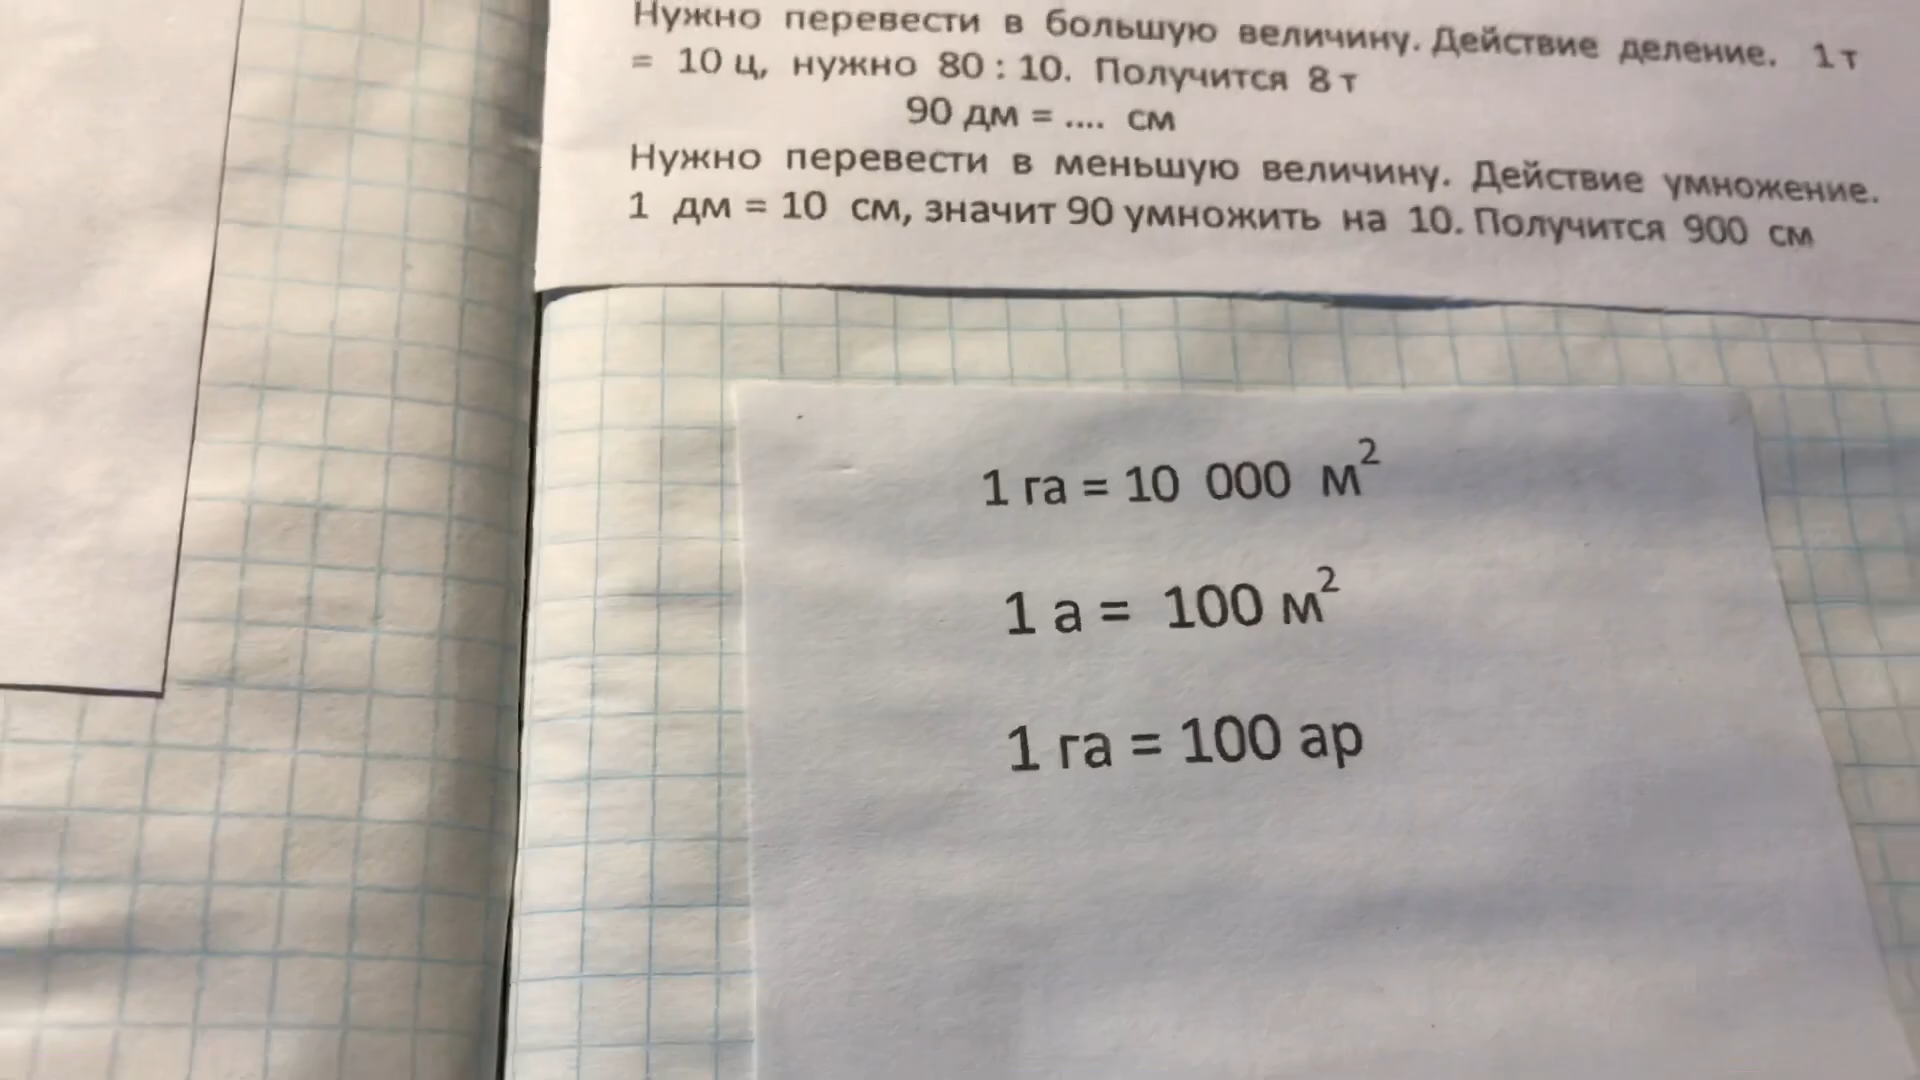 Нужно перевести в большую величину. Действие деление. 1 т
= 10 ц, нужно 80 : 10. Получится 8 т
90 дм = .... см
Нужно перевести в меньшую величину. Действие умножение.
1 дм = 10 см, значит 90 умножить на 10. Получится 900 см
1 га = 10 000 м²
1 а = 100 м²
1 га = 100 ар